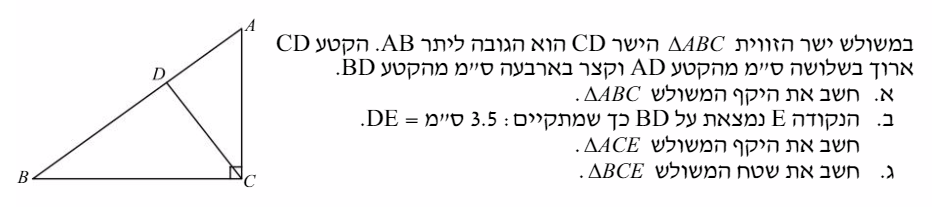 A
D
B
C
במשולש ישר הזווית ΔABC הישר CD הוא הגובה ליתר AB. הקטע CD
ארוך בשלושה ס״מ מהקטע AD וקצר בארבעה ס״מ מהקטע BD.
א. חשב את היקף המשולש ΔABC.
ב. הנקודה E נמצאת על BD כך שמתקיים: 3.5 ס״מ = DE.
חשב את היקף המשולש ΔACE.
ג. חשב את שטח המשולש ΔBCE.